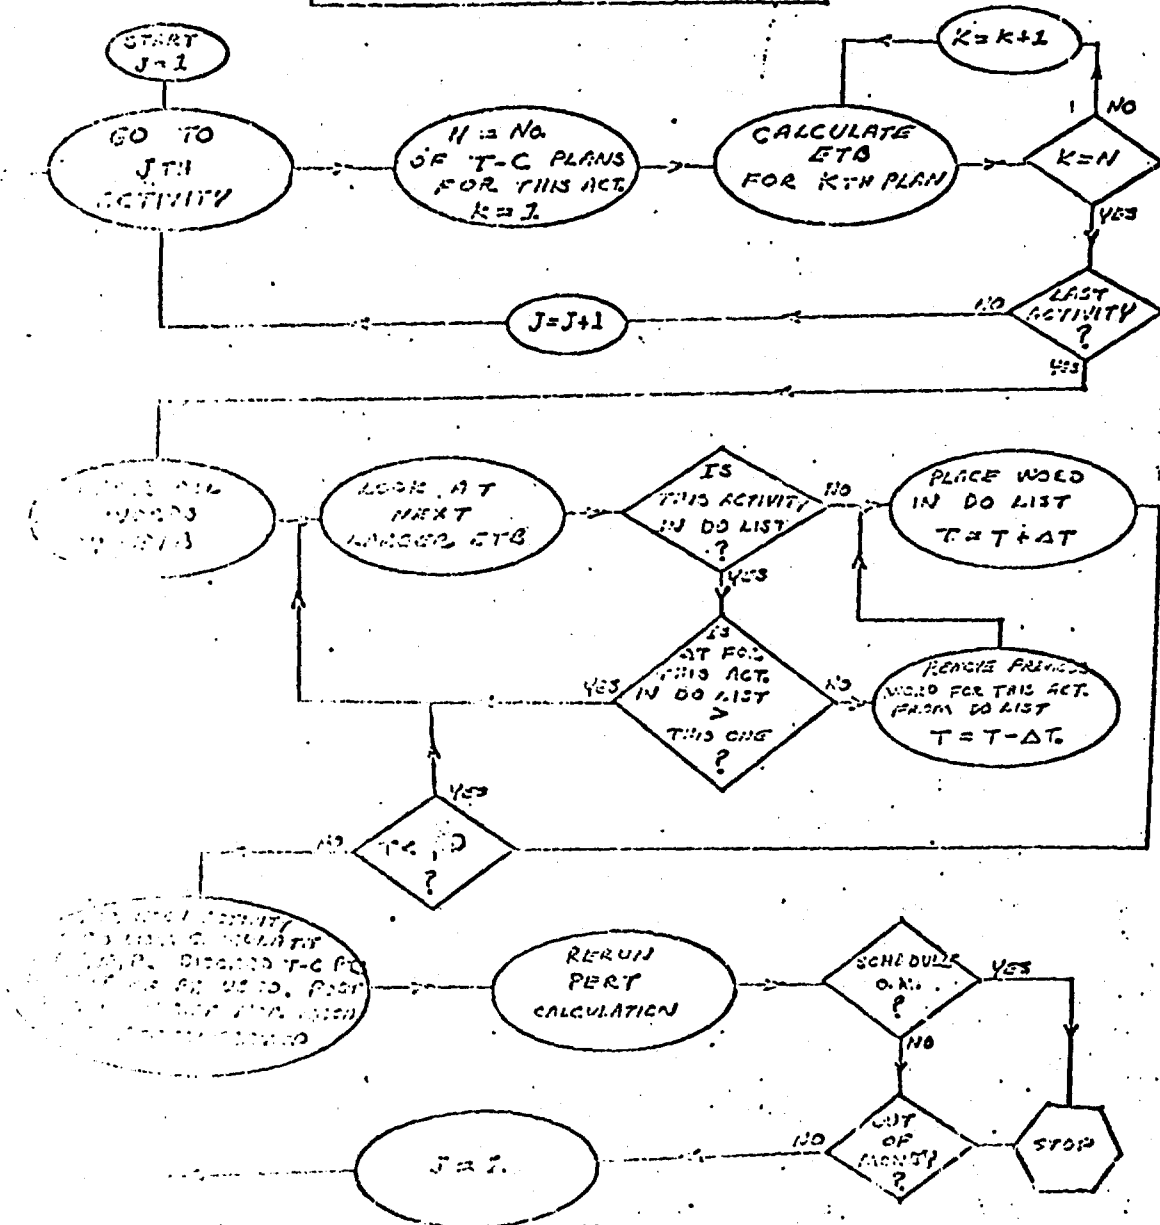 START
J=1
K=K+1
GO TO
JTH
ACTIVITY
N = NO.
OF T-C PLANS
FOR THIS ACT.
K=1
CALCULATE
ETB
FOR KTH PLAN
K=N
NO
YES
LAST
ACTIVITY
?
NO
YES
J=J+1
WORDS
LOOK AT
NEXT
LARGER ETB
IS
THIS ACTIVITY
IN DO LIST
?
NO
YES
PLACE WORD
IN DO LIST
T = T + ΔT
IS
ΔT FOR
THIS ACT.
IN DO LIST
>
THIS ONE
?
YES
NO
REMOVE PREVIOUS
WORD FOR THIS ACT.
FROM DO LIST
T = T - ΔT
YES
NO
T<
?
ACTIVITY
T-C
RERUN
PERT
CALCULATION
SCHEDULE
O.K.
?
YES
NO
OUT
OF
MONEY
?
NO
STOP
J = 1